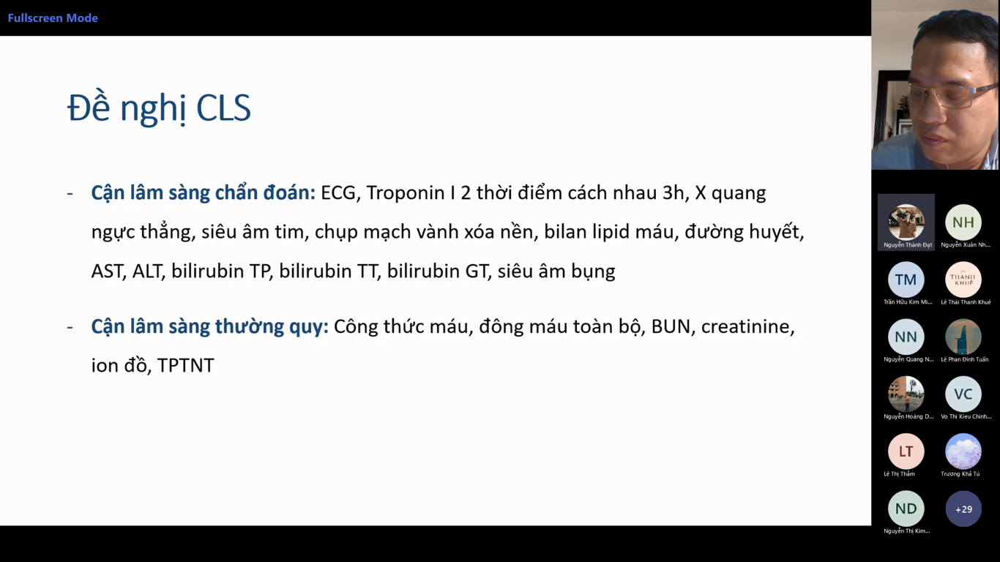 Fullscreen Mode
Đề nghị CLS
- Cận lâm sàng chẩn đoán: ECG, Troponin I 2 thời điểm cách nhau 3h, X quang
ngực thẳng, siêu âm tim, chụp mạch vành xóa nền, bilan lipid máu, đường huyết,
AST, ALT, bilirubin TP, bilirubin TT, bilirubin GT, siêu âm bụng
- Cận lâm sàng thường quy: Công thức máu, đông máu toàn bộ, BUN, creatinine,
ion đồ, TPTNT
Nguyễn Thành Đạt
NH
Nguyễn Xuân Nh...
TM
Trần Hữu Kim Mi...
THANH
KHUÊ
Lê Thái Thanh Khuê
NN
Nguyễn Quang N...
Lê Phan Đình Tuấn
Nguyễn Hoàng D...
VC
Vo Thi Kieu Chinh...
LT
Lê Thị Thắm
Trương Khả Tú
ND
Nguyễn Thị Kim...
+29